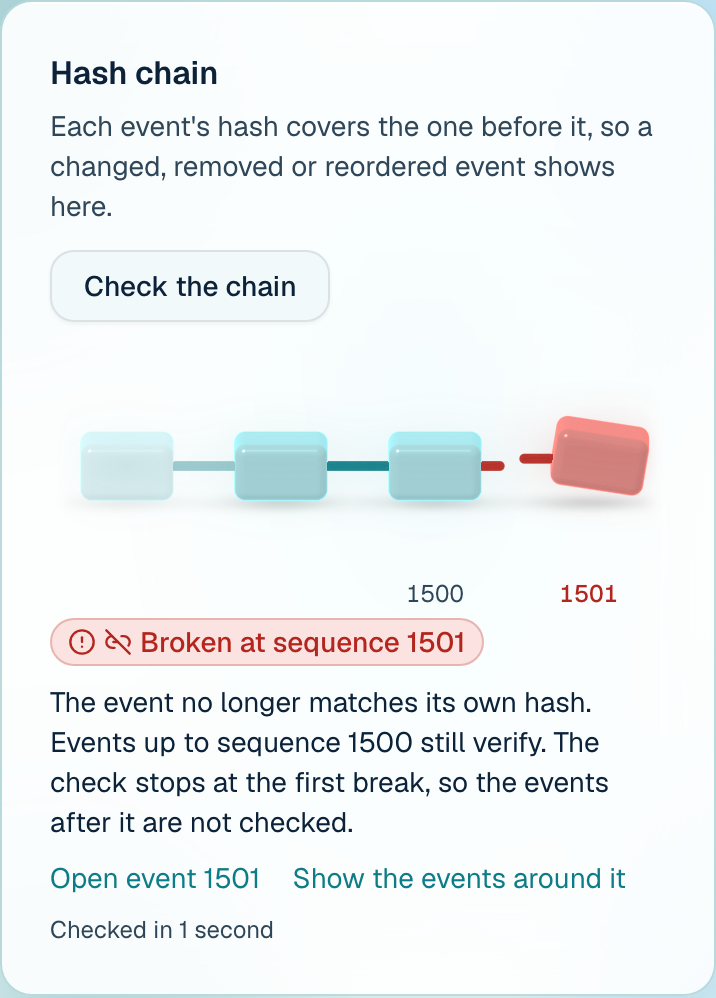 Hash chain
Each event's hash covers the one before it, so a
changed, removed or reordered event shows
here.
Check the chain
1500 1501
Broken at sequence 1501
The event no longer matches its own hash.
Events up to sequence 1500 still verify. The
check stops at the first break, so the events
after it are not checked.
Open event 1501 Show the events around it
Checked in 1 second